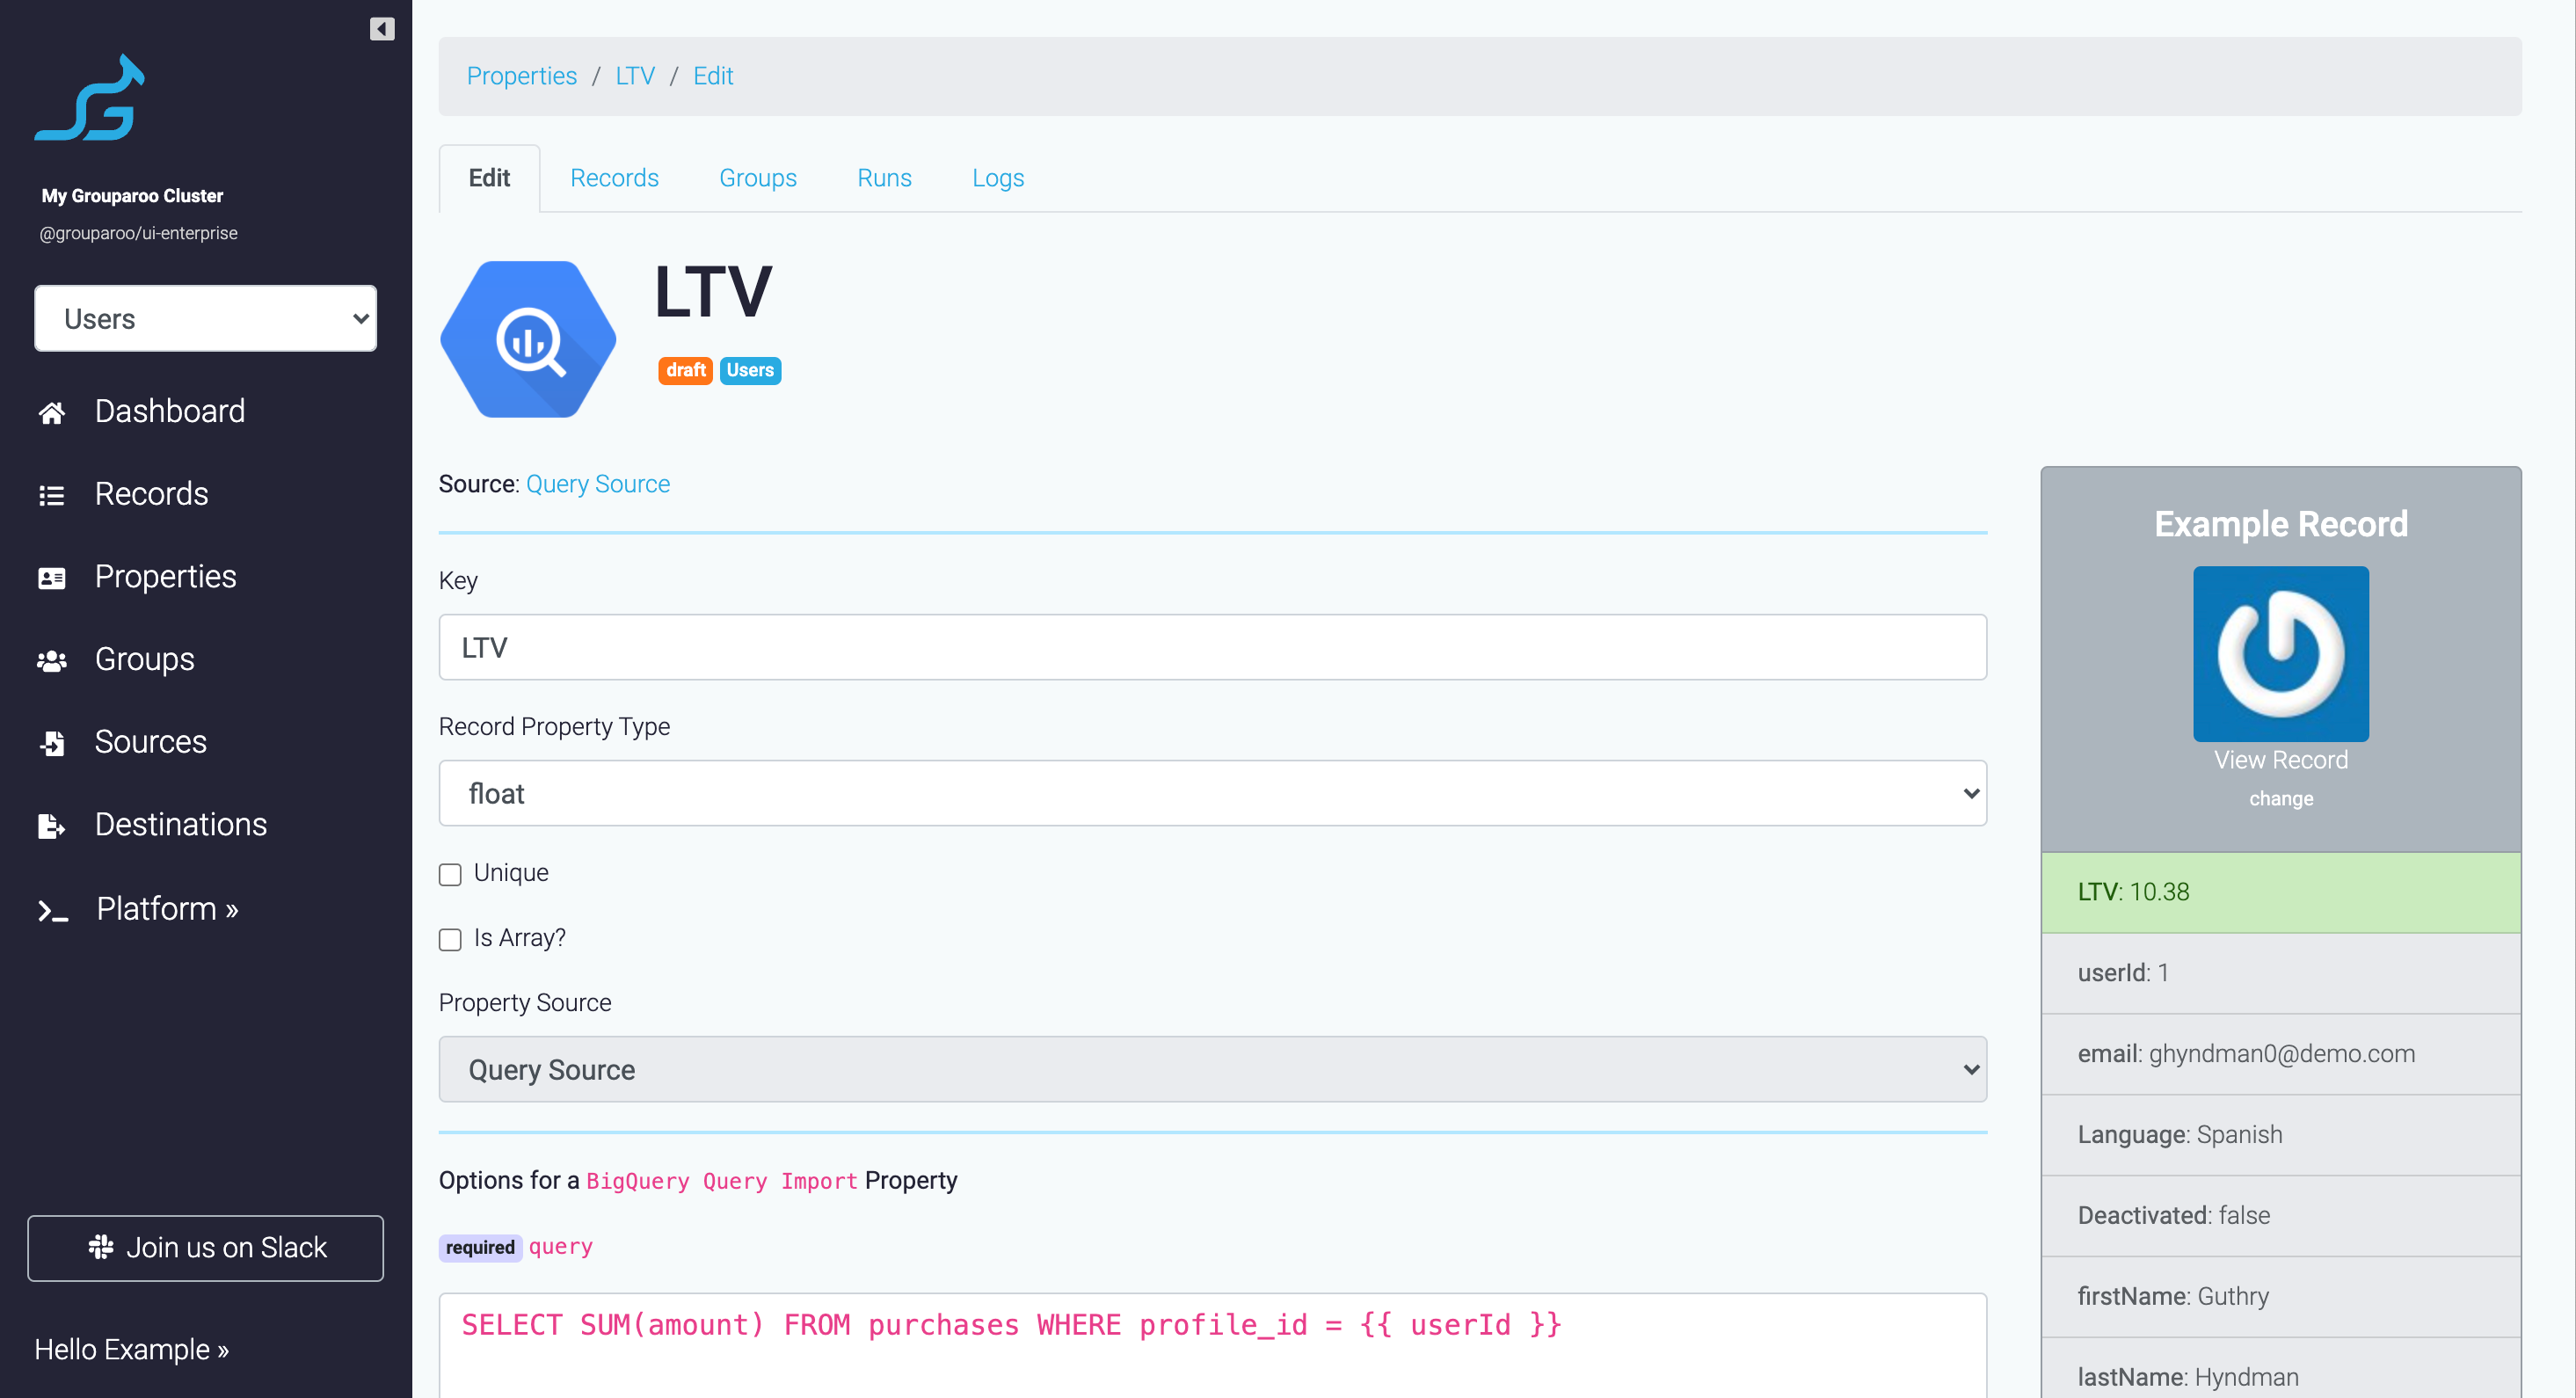 My Grouparoo Cluster
@grouparoo/ui-enterprise
Users
Dashboard
Records
Properties
Groups
Sources
Destinations
Platform »
Join us on Slack
Hello Example »
Properties / LTV / Edit
Edit Records Groups Runs Logs
LTV
draft Users
Source: Query Source
Key
LTV
Record Property Type
float
Unique
Is Array?
Property Source
Query Source
Options for a BigQuery Query Import Property
required query
SELECT SUM(amount) FROM purchases WHERE profile_id = {{ userId }}
Example Record
View Record
change
LTV: 10.38
userId: 1
email: ghyndman0@demo.com
Language: Spanish
Deactivated: false
firstName: Guthry
lastName: Hyndman